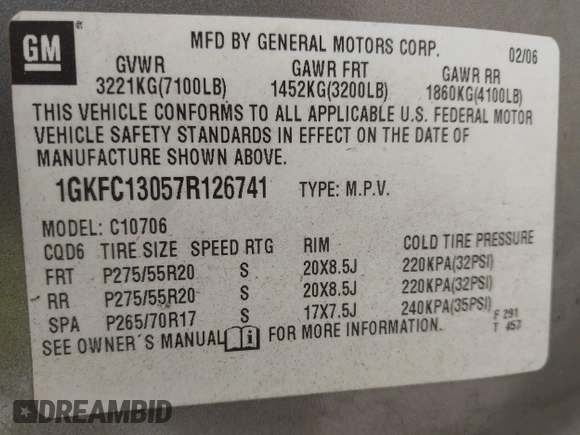 GM
MFD BY GENERAL MOTORS CORP. 02/06
GVWR GAWR FRT GAWR RR
3221KG(7100LB) 1452KG(3200LB) 1860KG(4100LB)
THIS VEHICLE CONFORMS TO ALL APPLICABLE U.S. FEDERAL MOTOR
VEHICLE SAFETY STANDARDS IN EFFECT ON THE DATE OF
MANUFACTURE SHOWN ABOVE.
1GKFC13057R126741 TYPE: M.P.V.
MODEL: C10706
CQD6 TIRE SIZE SPEED RTG RIM COLD TIRE PRESSURE
FRT P275/55R20 S 20X8.5J 220KPA(32PSI)
RR P275/55R20 S 20X8.5J 220KPA(32PSI)
SPA P265/70R17 S 17X7.5J 240KPA(35PSI)
F 291
T 457
SEE OWNER´S MANUAL FOR MORE INFORMATION.
DREAMBID